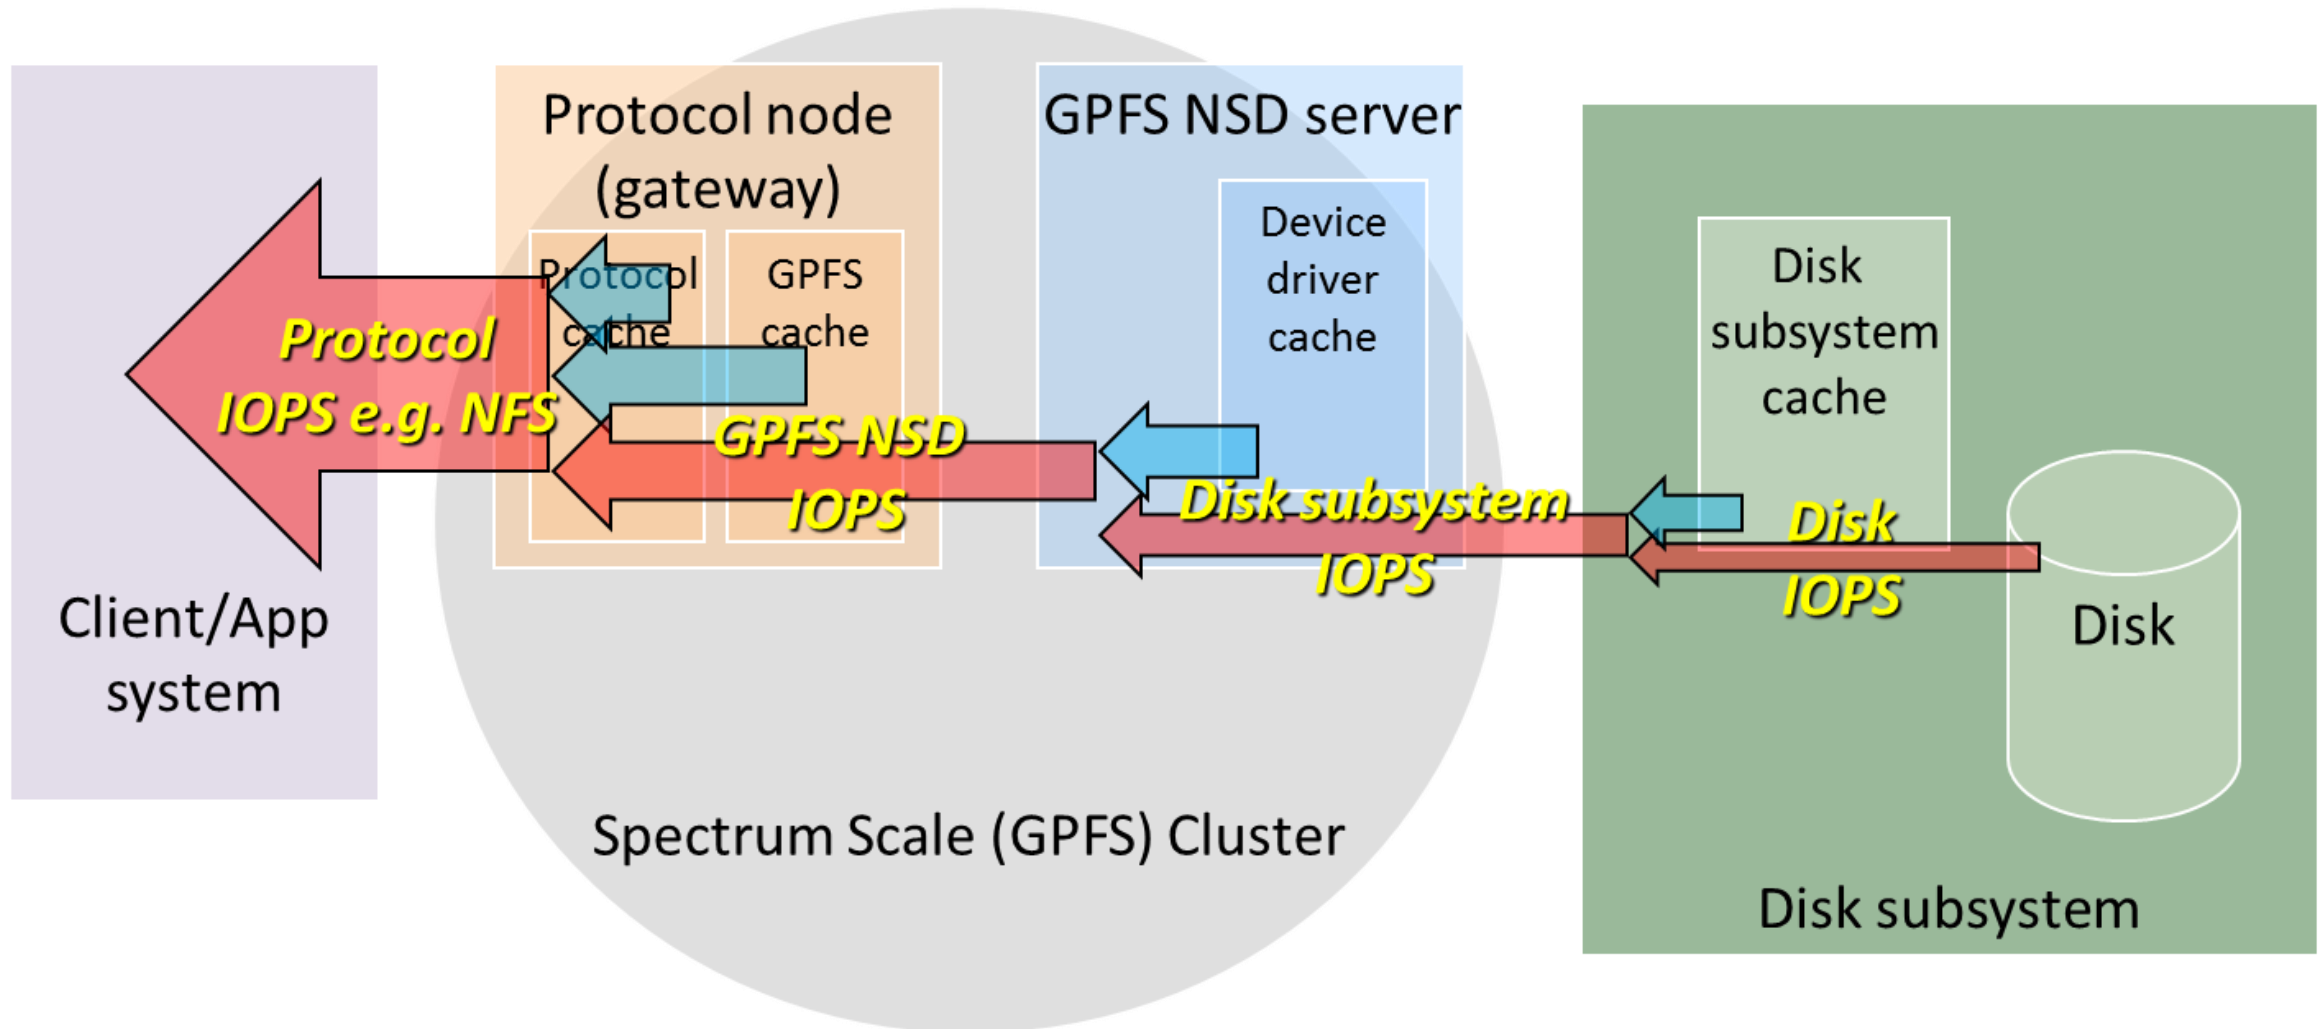 Protocol node
(gateway)
GPFS NSD server
Protocol
cache
GPFS
cache
Device
driver
cache
Disk
subsystem
cache
Protocol
IOPS e.g. NFS
GPFS NSD
IOPS
Disk subsystem
IOPS
Disk
IOPS
Client/App
system
Disk
Spectrum Scale (GPFS) Cluster
Disk subsystem